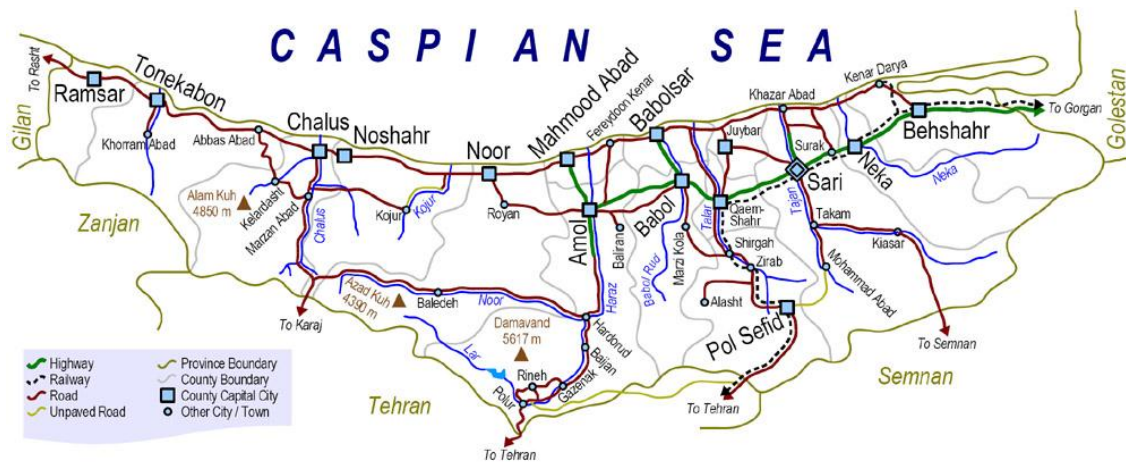 CASPIAN SEA
To Rasht
Ramsar
Tonekabon
Gilan
Khorram Abad
Abbas Abad
Chalus
Noshahr
Noor
Mahmood Abad
Fereydoon Kenar
Babolsar
Khazar Abad
Kenar Darya
To Gorgan
Golestan
Behshahr
Juybar
Surak
Neka
Neka
Sari
Zanjan
Alam Kuh
4850 m
Kelardasht
Marzan Abad
Chalus
Kojur
Kojur
Royan
Amol
Balirano
Babol
Babol Rud
Marzi Kola
Talar
Qaem-
Shahr
Tajan
Takam
Kiasar
Shirgah
Zirab
Mohammad Abad
Alasht
Pol Sefid
To Karaj
Azad Kuh
4390 m
Baledeh
Noor
Haraz
Hardorud
Baijan
Gazenak
Damavand
5617 m
Lar
Rineh
Polur
To Semnan
Semnan
Tehran
To Tehran
To Tehran
Highway
Railway
Road
Unpaved Road
Province Boundary
County Boundary
County Capital City
Other City / Town